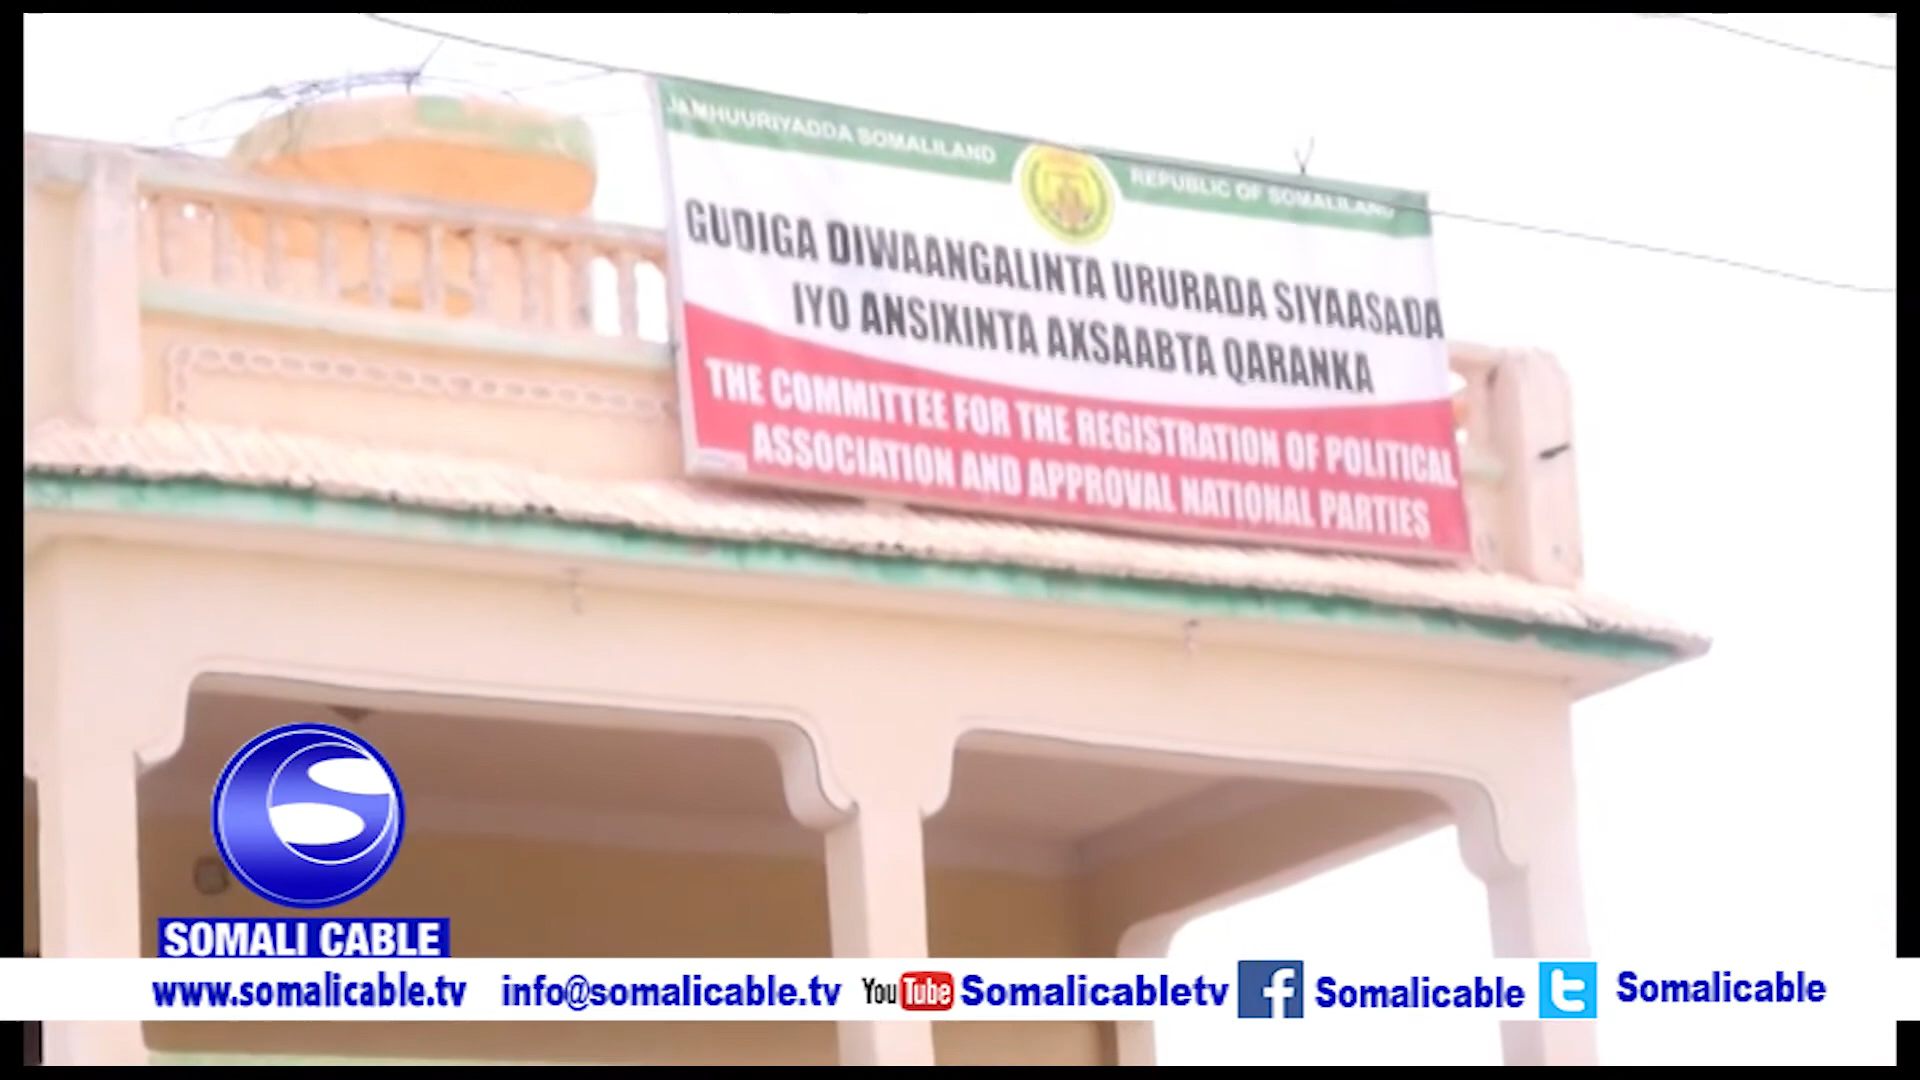 JAMHUURIYADDA SOMALILAND
REPUBLIC OF SOMALILAND
GUDIGA DIWAANGALINTA URURADA SIYAASADA
IYO ANSIXINTA AXSAABTA QARANKA
THE COMMITTEE FOR THE REGISTRATION OF POLITICAL
ASSOCIATION AND APPROVAL NATIONAL PARTIES
SOMALI CABLE
www.somalicable.tv info@somalicable.tv YouTube Somalicabletv f Somalicable t Somalicable